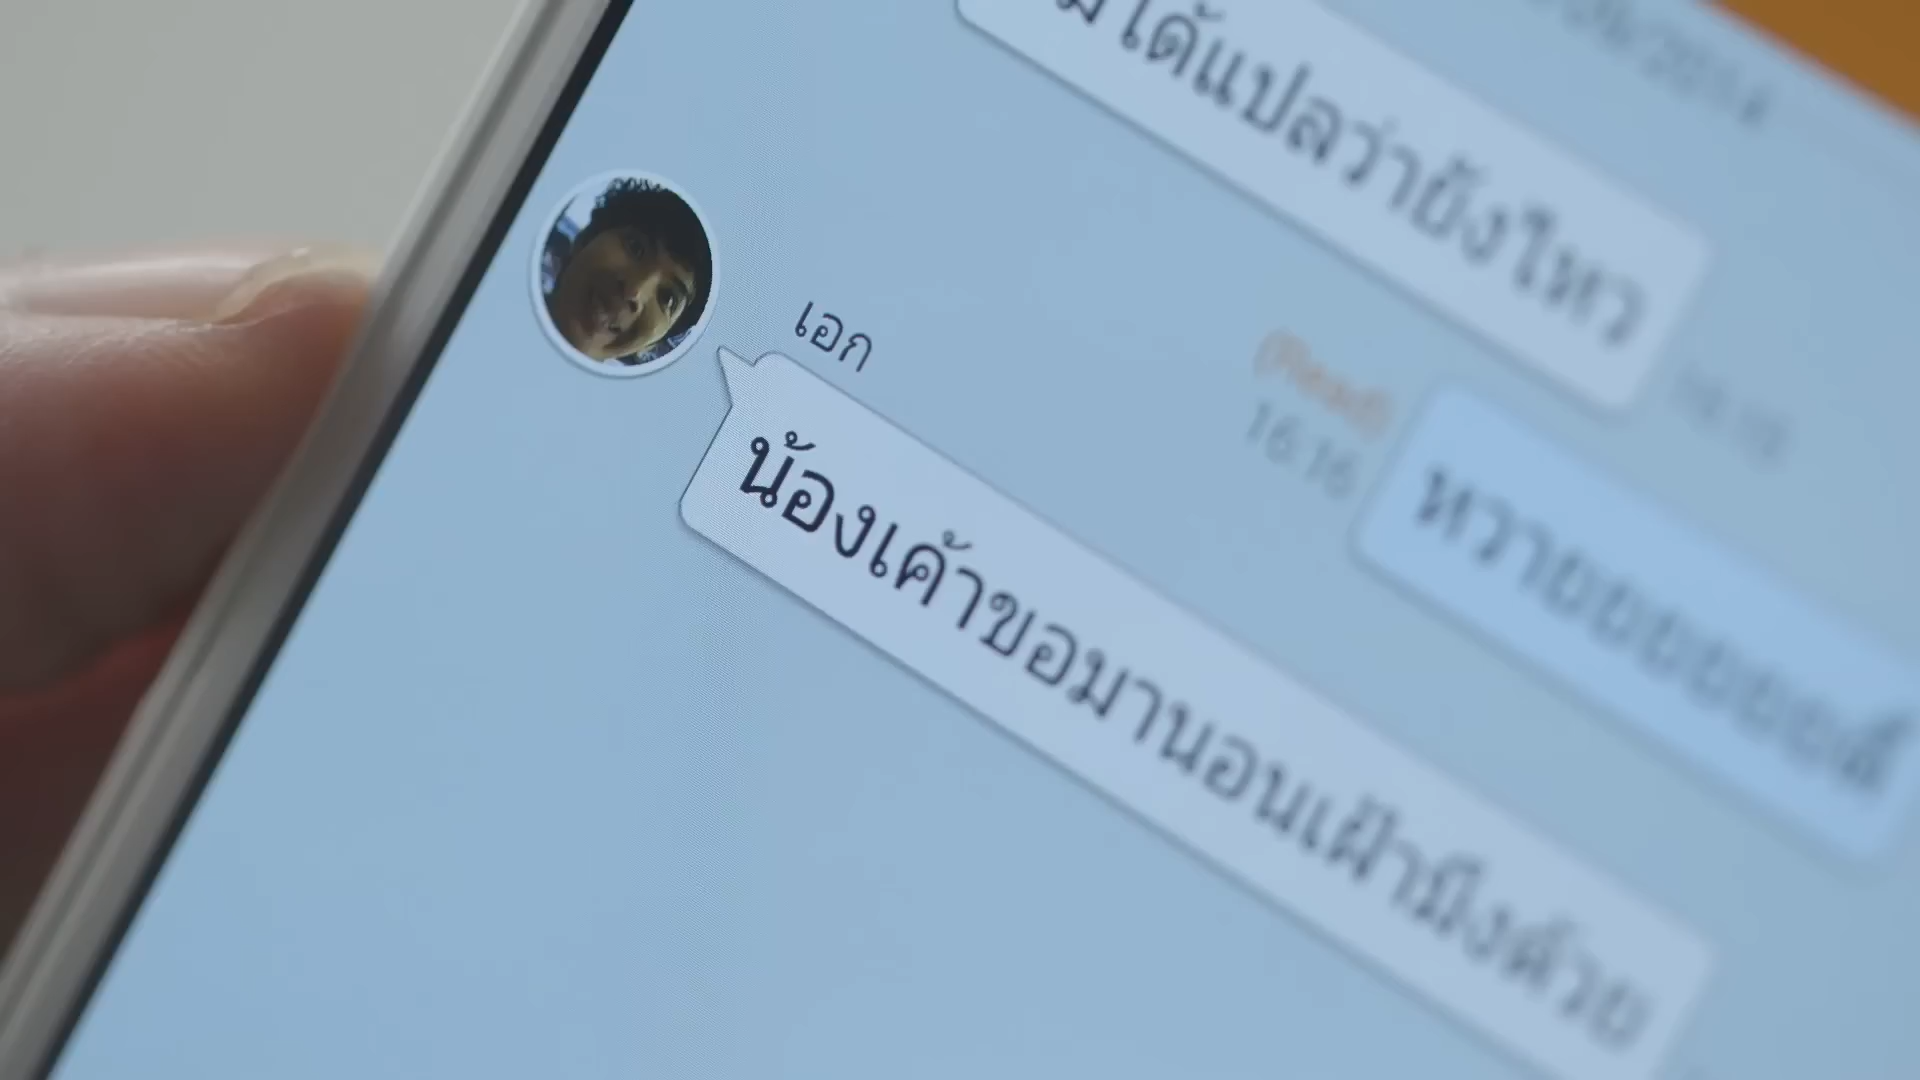 ได้แปลว่ายังไหว
(Read)
16:16
หวายยยยยยดี
เอก
น้องเค้าขอมานอนเฝ้ามึงด้วย